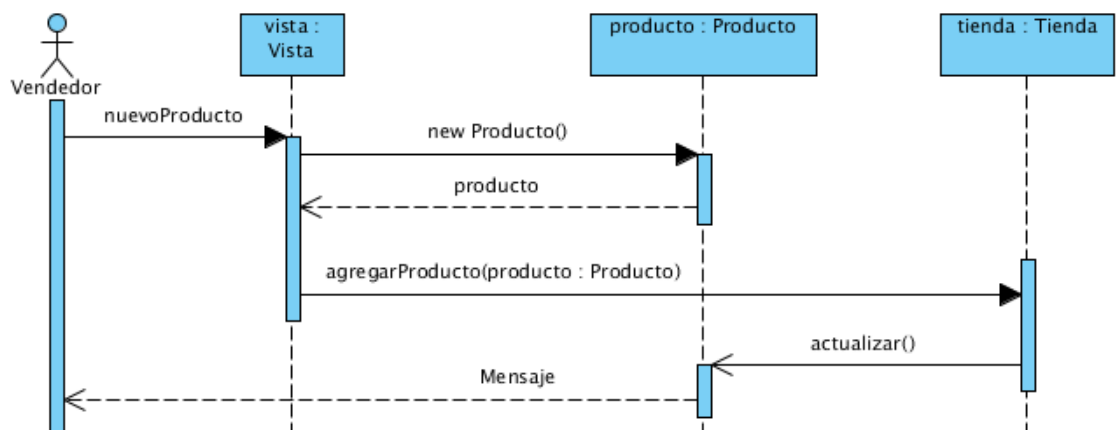 vista :
Vista
producto : Producto
tienda : Tienda
Vendedor
nuevoProducto
new Producto()
producto
agregarProducto(producto : Producto)
actualizar()
Mensaje